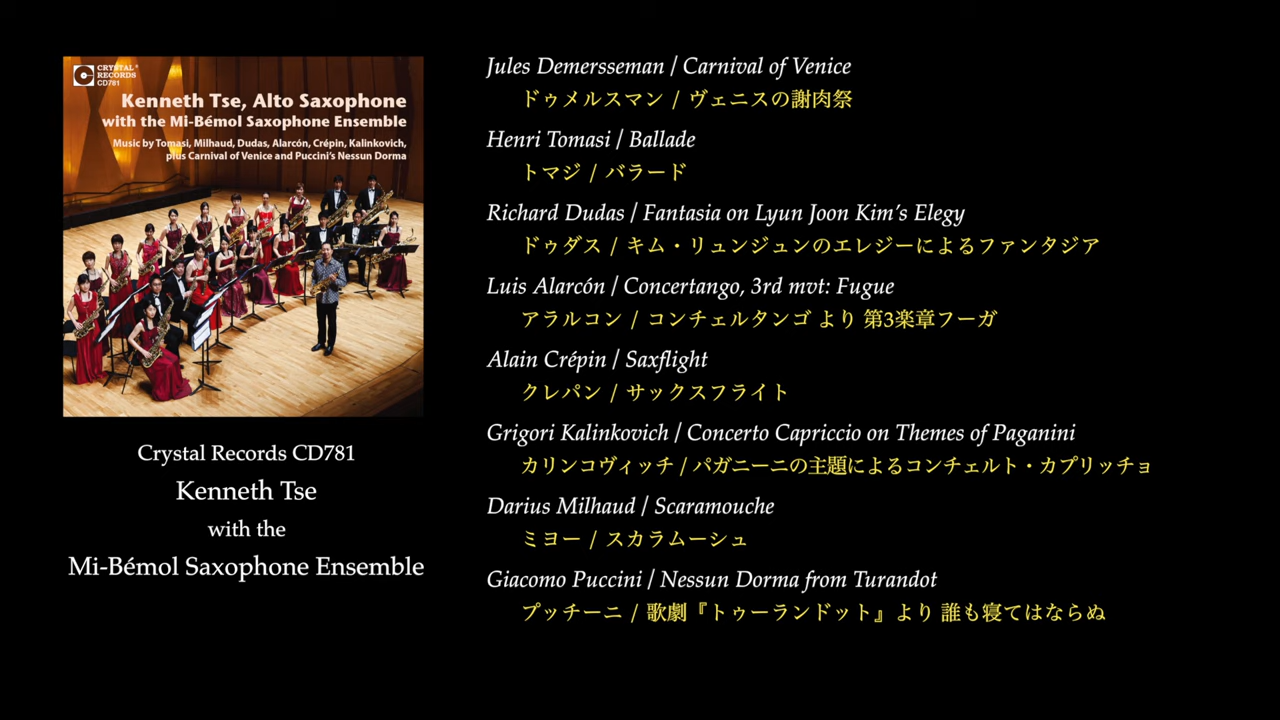 CRYSTAL®
RECORDS
CD781
Kenneth Tse, Alto Saxophone
with the Mi-Bémol Saxophone Ensemble
Music by Tomasi, Milhaud, Dudas, Alarcón, Crépin, Kalinkovich,
plus Carnival of Venice and Puccini's Nessun Dorma
Crystal Records CD781
Kenneth Tse
with the
Mi-Bémol Saxophone Ensemble
Jules Demersseman / Carnival of Venice
ドゥメルスマン / ヴェニスの謝肉祭
Henri Tomasi / Ballade
トマジ / バラード
Richard Dudas / Fantasia on Lyun Joon Kim's Elegy
ドゥダス / キム・リュンジュンのエレジーによるファンタジア
Luis Alarcón / Concertango, 3rd mvt: Fugue
アラルコン / コンチェルタンゴ より 第3楽章フーガ
Alain Crépin / Saxflight
クレパン / サックスフライト
Grigori Kalinkovich / Concerto Capriccio on Themes of Paganini
カリンコヴィッチ / パガニーニの主題によるコンチェルト・カプリッチョ
Darius Milhaud / Scaramouche
ミヨー / スカラムーシュ
Giacomo Puccini / Nessun Dorma from Turandot
プッチーニ / 歌劇『トゥーランドット』より 誰も寝てはならぬ